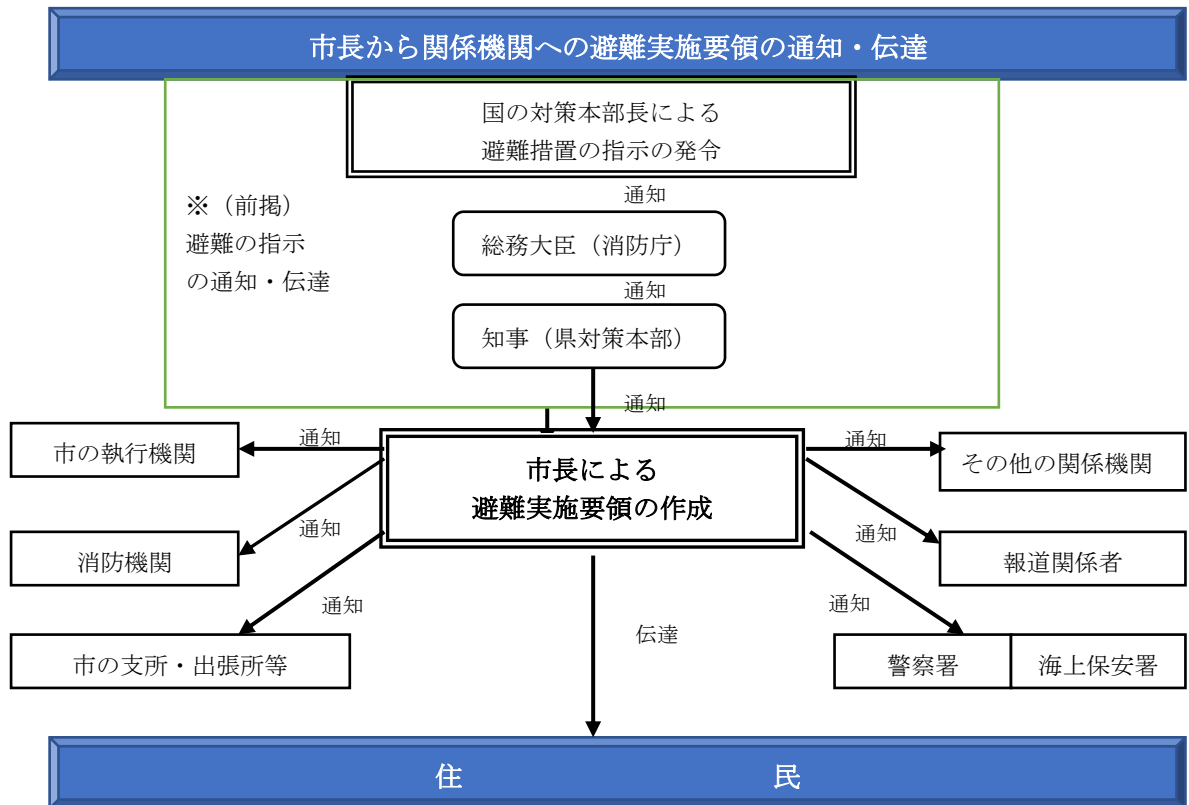 市長から関係機関への避難実施要領の通知・伝達
国の対策本部長による
避難措置の指示の発令
通知
※（前掲）
避難の指示
の通知・伝達
総務大臣（消防庁）
通知
知事（県対策本部）
通知
市の執行機関
通知
市長による
避難実施要領の作成
通知
その他の関係機関
消防機関
通知
通知
報道関係者
市の支所・出張所等
通知
伝達
通知
警察署
海上保安署
住 民